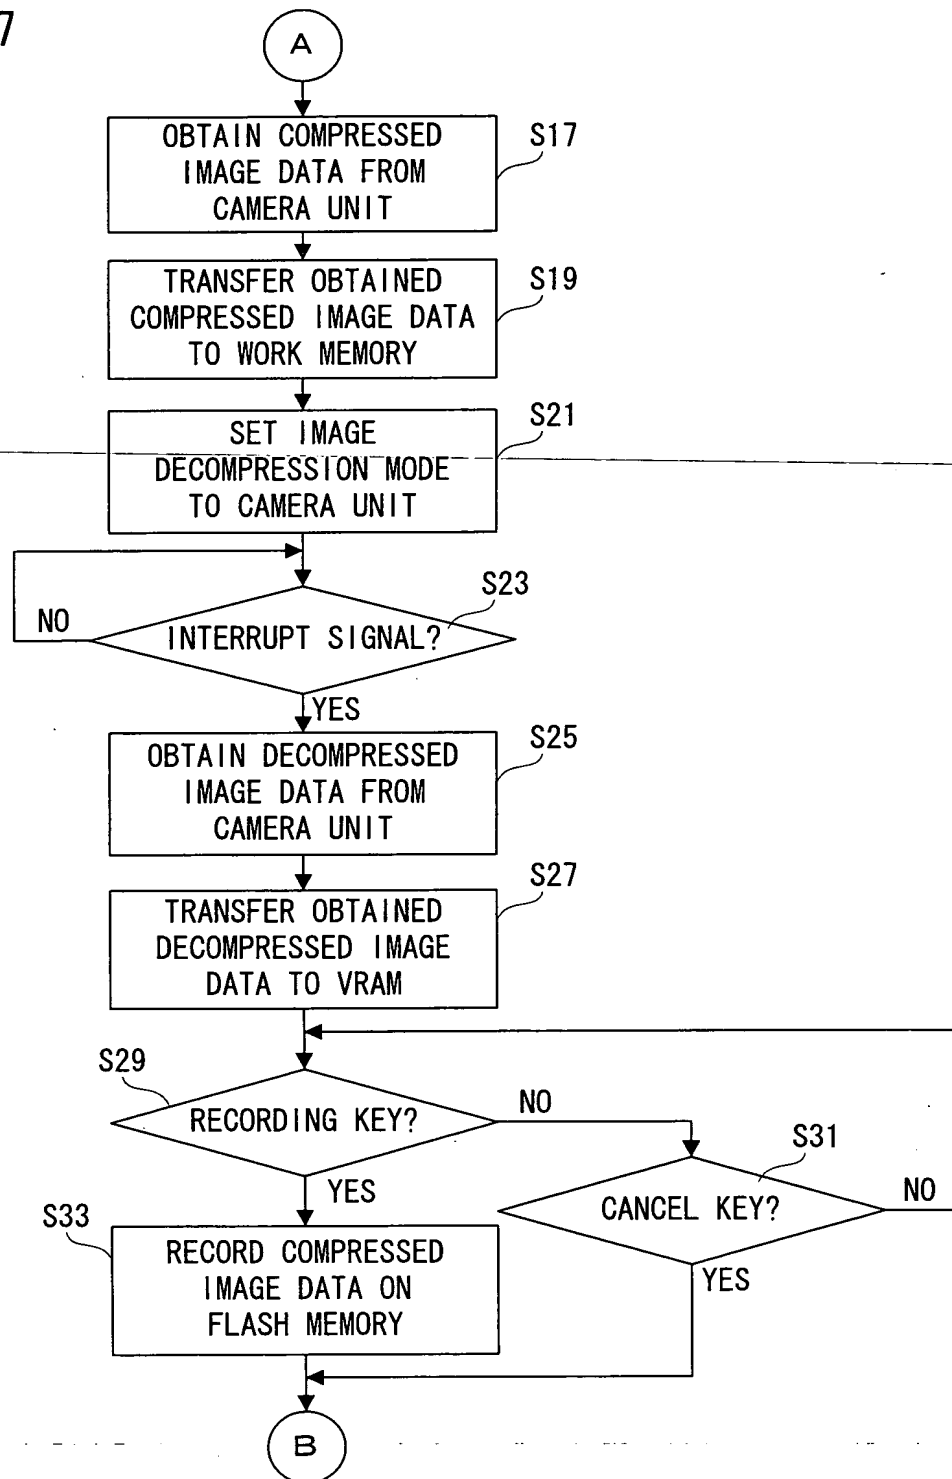 7
A
OBTAIN COMPRESSED
IMAGE DATA FROM
CAMERA UNIT
S17
TRANSFER OBTAINED
COMPRESSED IMAGE DATA
TO WORK MEMORY
S19
SET IMAGE
DECOMPRESSION MODE
TO CAMERA UNIT
S21
S23
NO
INTERRUPT SIGNAL?
YES
OBTAIN DECOMPRESSED
IMAGE DATA FROM
CAMERA UNIT
S25
TRANSFER OBTAINED
DECOMPRESSED IMAGE
DATA TO VRAM
S27
S29
RECORDING KEY?
NO
YES
S31
CANCEL KEY?
NO
YES
S33
RECORD COMPRESSED
IMAGE DATA ON
FLASH MEMORY
B